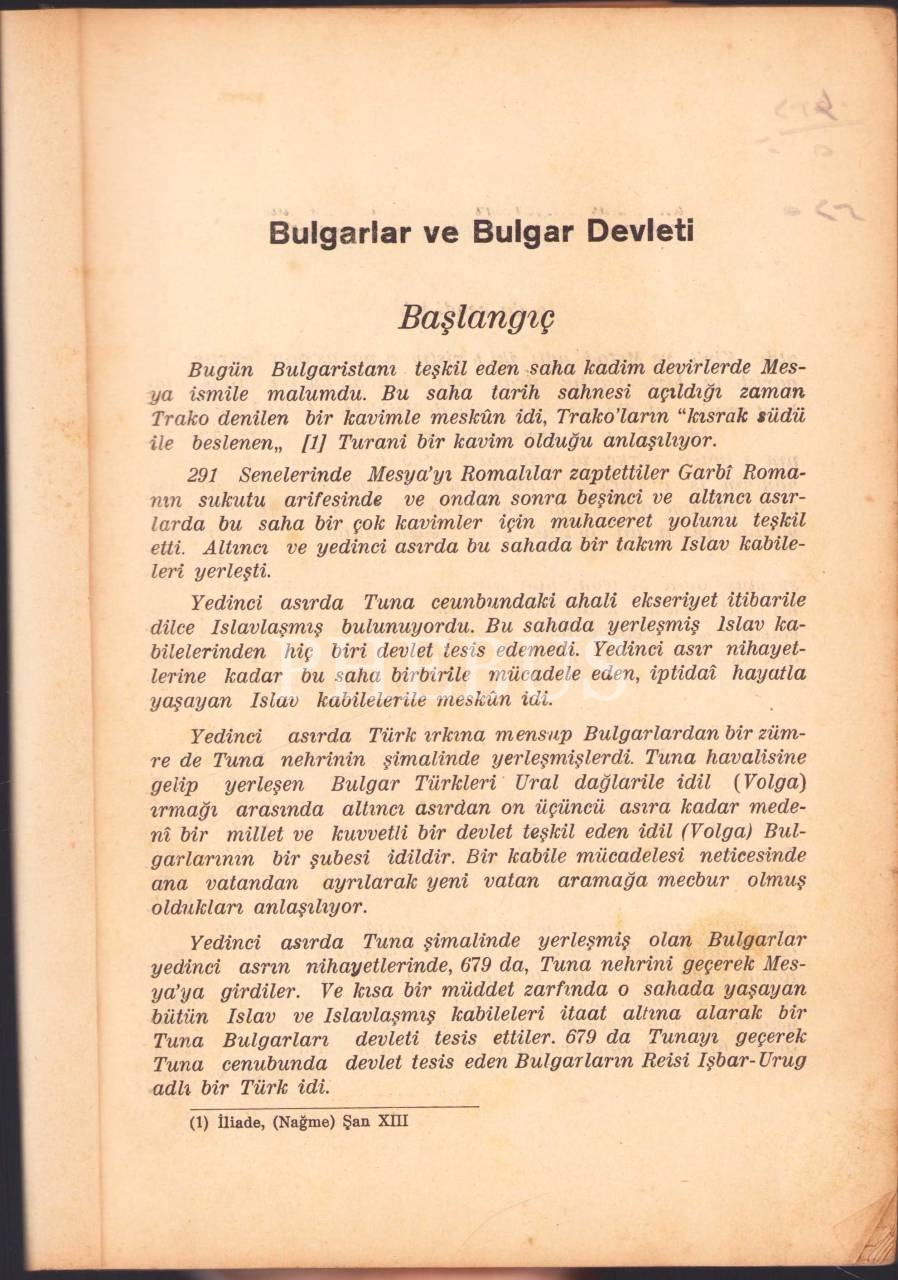 Bulgarlar ve Bulgar Devleti
Başlangıç
Bugün Bulgaristanı teşkil eden saha kadim devirlerde Mes-
ya ismile malumdu. Bu saha tarih sahnesi açıldığı zaman
Trako denilen bir kavimle meskûn idi, Trako'ların “kısrak südü
ile beslenen„ [1] Turani bir kavim olduğu anlaşılıyor.
291 Senelerinde Mesya'yı Romalılar zaptettiler Garbî Roma-
nın sukutu arifesinde ve ondan sonra beşinci ve altıncı asır-
larda bu saha bir çok kavimler için muhaceret yolunu teşkil
etti. Altıncı ve yedinci asırda bu sahada bir takım Islav kabile-
leri yerleşti.
Yedinci asırda Tuna ceunbundaki ahali ekseriyet itibarile
dilce Islavlaşmış bulunuyordu. Bu sahada yerleşmiş Islav ka-
bilelerinden hiç biri devlet tesis edemedi. Yedinci asır nihayet-
lerine kadar bu saha birbirile mücadele eden, iptidaî hayatla
yaşayan Islav kabilelerile meskûn idi.
Yedinci asırda Türk ırkına mensup Bulgarlardan bir züm-
re de Tuna nehrinin şimalinde yerleşmişlerdi. Tuna havalisine
gelip yerleşen Bulgar Türkleri Ural dağlarile idil (Volga)
ırmağı arasında altıncı asırdan on üçüncü asıra kadar mede-
nî bir millet ve kuvvetli bir devlet teşkil eden idil (Volga) Bul-
garlarının bir şubesi idildir. Bir kabile mücadelesi neticesinde
ana vatandan ayrılarak yeni vatan aramağa mecbur olmuş
oldukları anlaşılıyor.
Yedinci asırda Tuna şimalinde yerleşmiş olan Bulgarlar
yedinci asrın nihayetlerinde, 679 da, Tuna nehrini geçerek Mes-
ya'ya girdiler. Ve kısa bir müddet zarfında o sahada yaşayan
bütün Islav ve Islavlaşmış kabileleri itaat altına alarak bir
Tuna Bulgarları devleti tesis ettiler. 679 da Tunayı geçerek
Tuna cenubunda devlet tesis eden Bulgarların Reisi Işbar-Urug
adlı bir Türk idi.
(1) İliade, (Nağme) Şan XIII